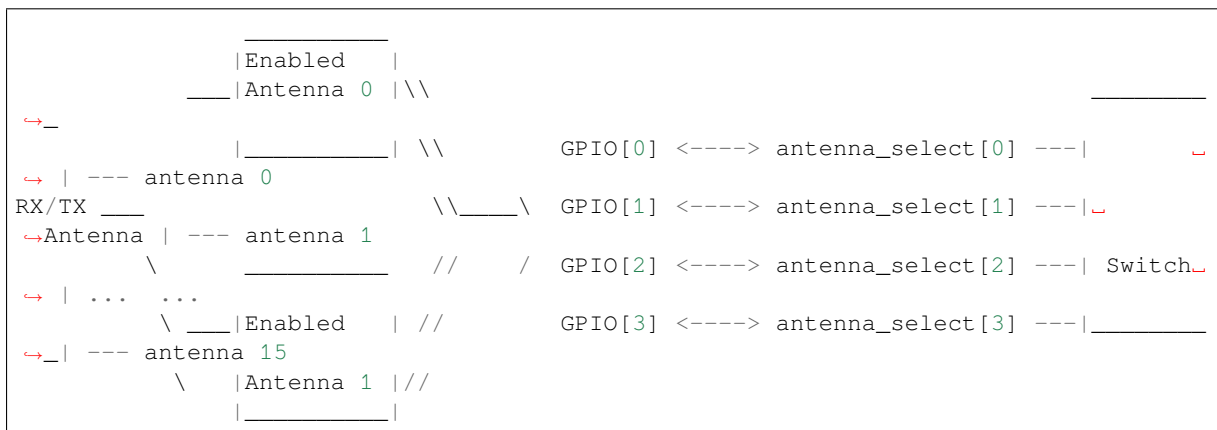 __________
            |Enabled   |
         ___|Antenna 0 |\\                                              ________
↪_
            |__________| \\      GPIO[0] <----> antenna_select[0] ---|       ␣
↪ | --- antenna 0
RX/TX ___                 \\____\  GPIO[1] <----> antenna_select[1] ---|␣
↪Antenna | --- antenna 1
       \    __________   //    /  GPIO[2] <----> antenna_select[2] ---| Switch␣
↪ | ...  ...
        \ ___|Enabled   | //      GPIO[3] <----> antenna_select[3] ---|________
↪_| --- antenna 15
         \   |Antenna 1 |//
             |__________|